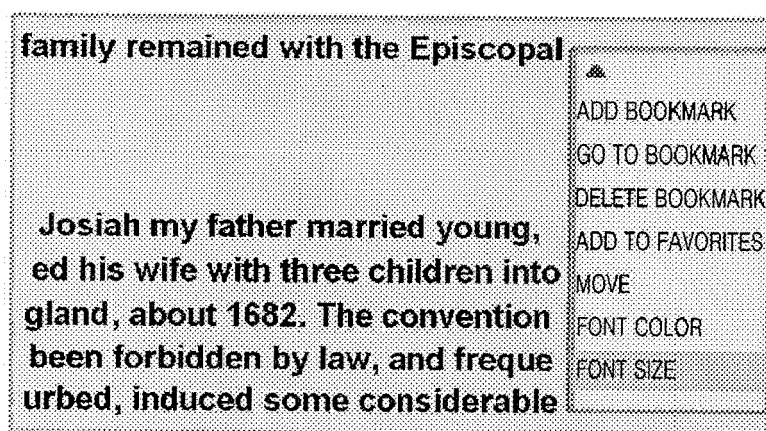 family remained with the Episcopal
Josiah my father married young,
ed his wife with three children into
gland, about 1682. The convention
been forbidden by law, and freque
urbed, induced some considerable
ADD BOOKMARK
GO TO BOOKMARK
DELETE BOOKMARK
ADD TO FAVORITES
MOVE
FONT COLOR
FONT SIZE